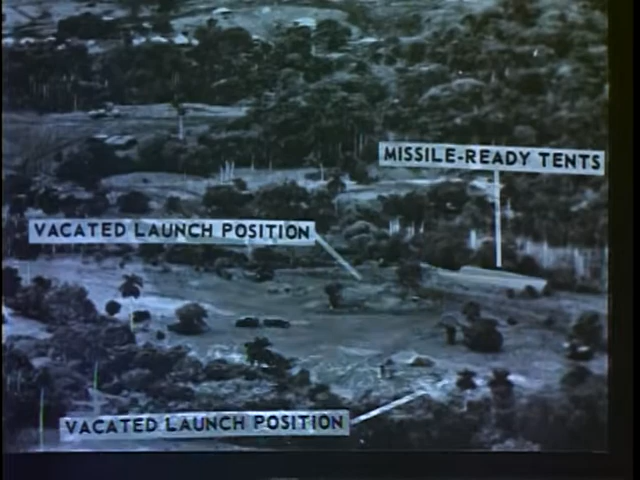 MISSILE-READY TENTS
VACATED LAUNCH POSITION
VACATED LAUNCH POSITION